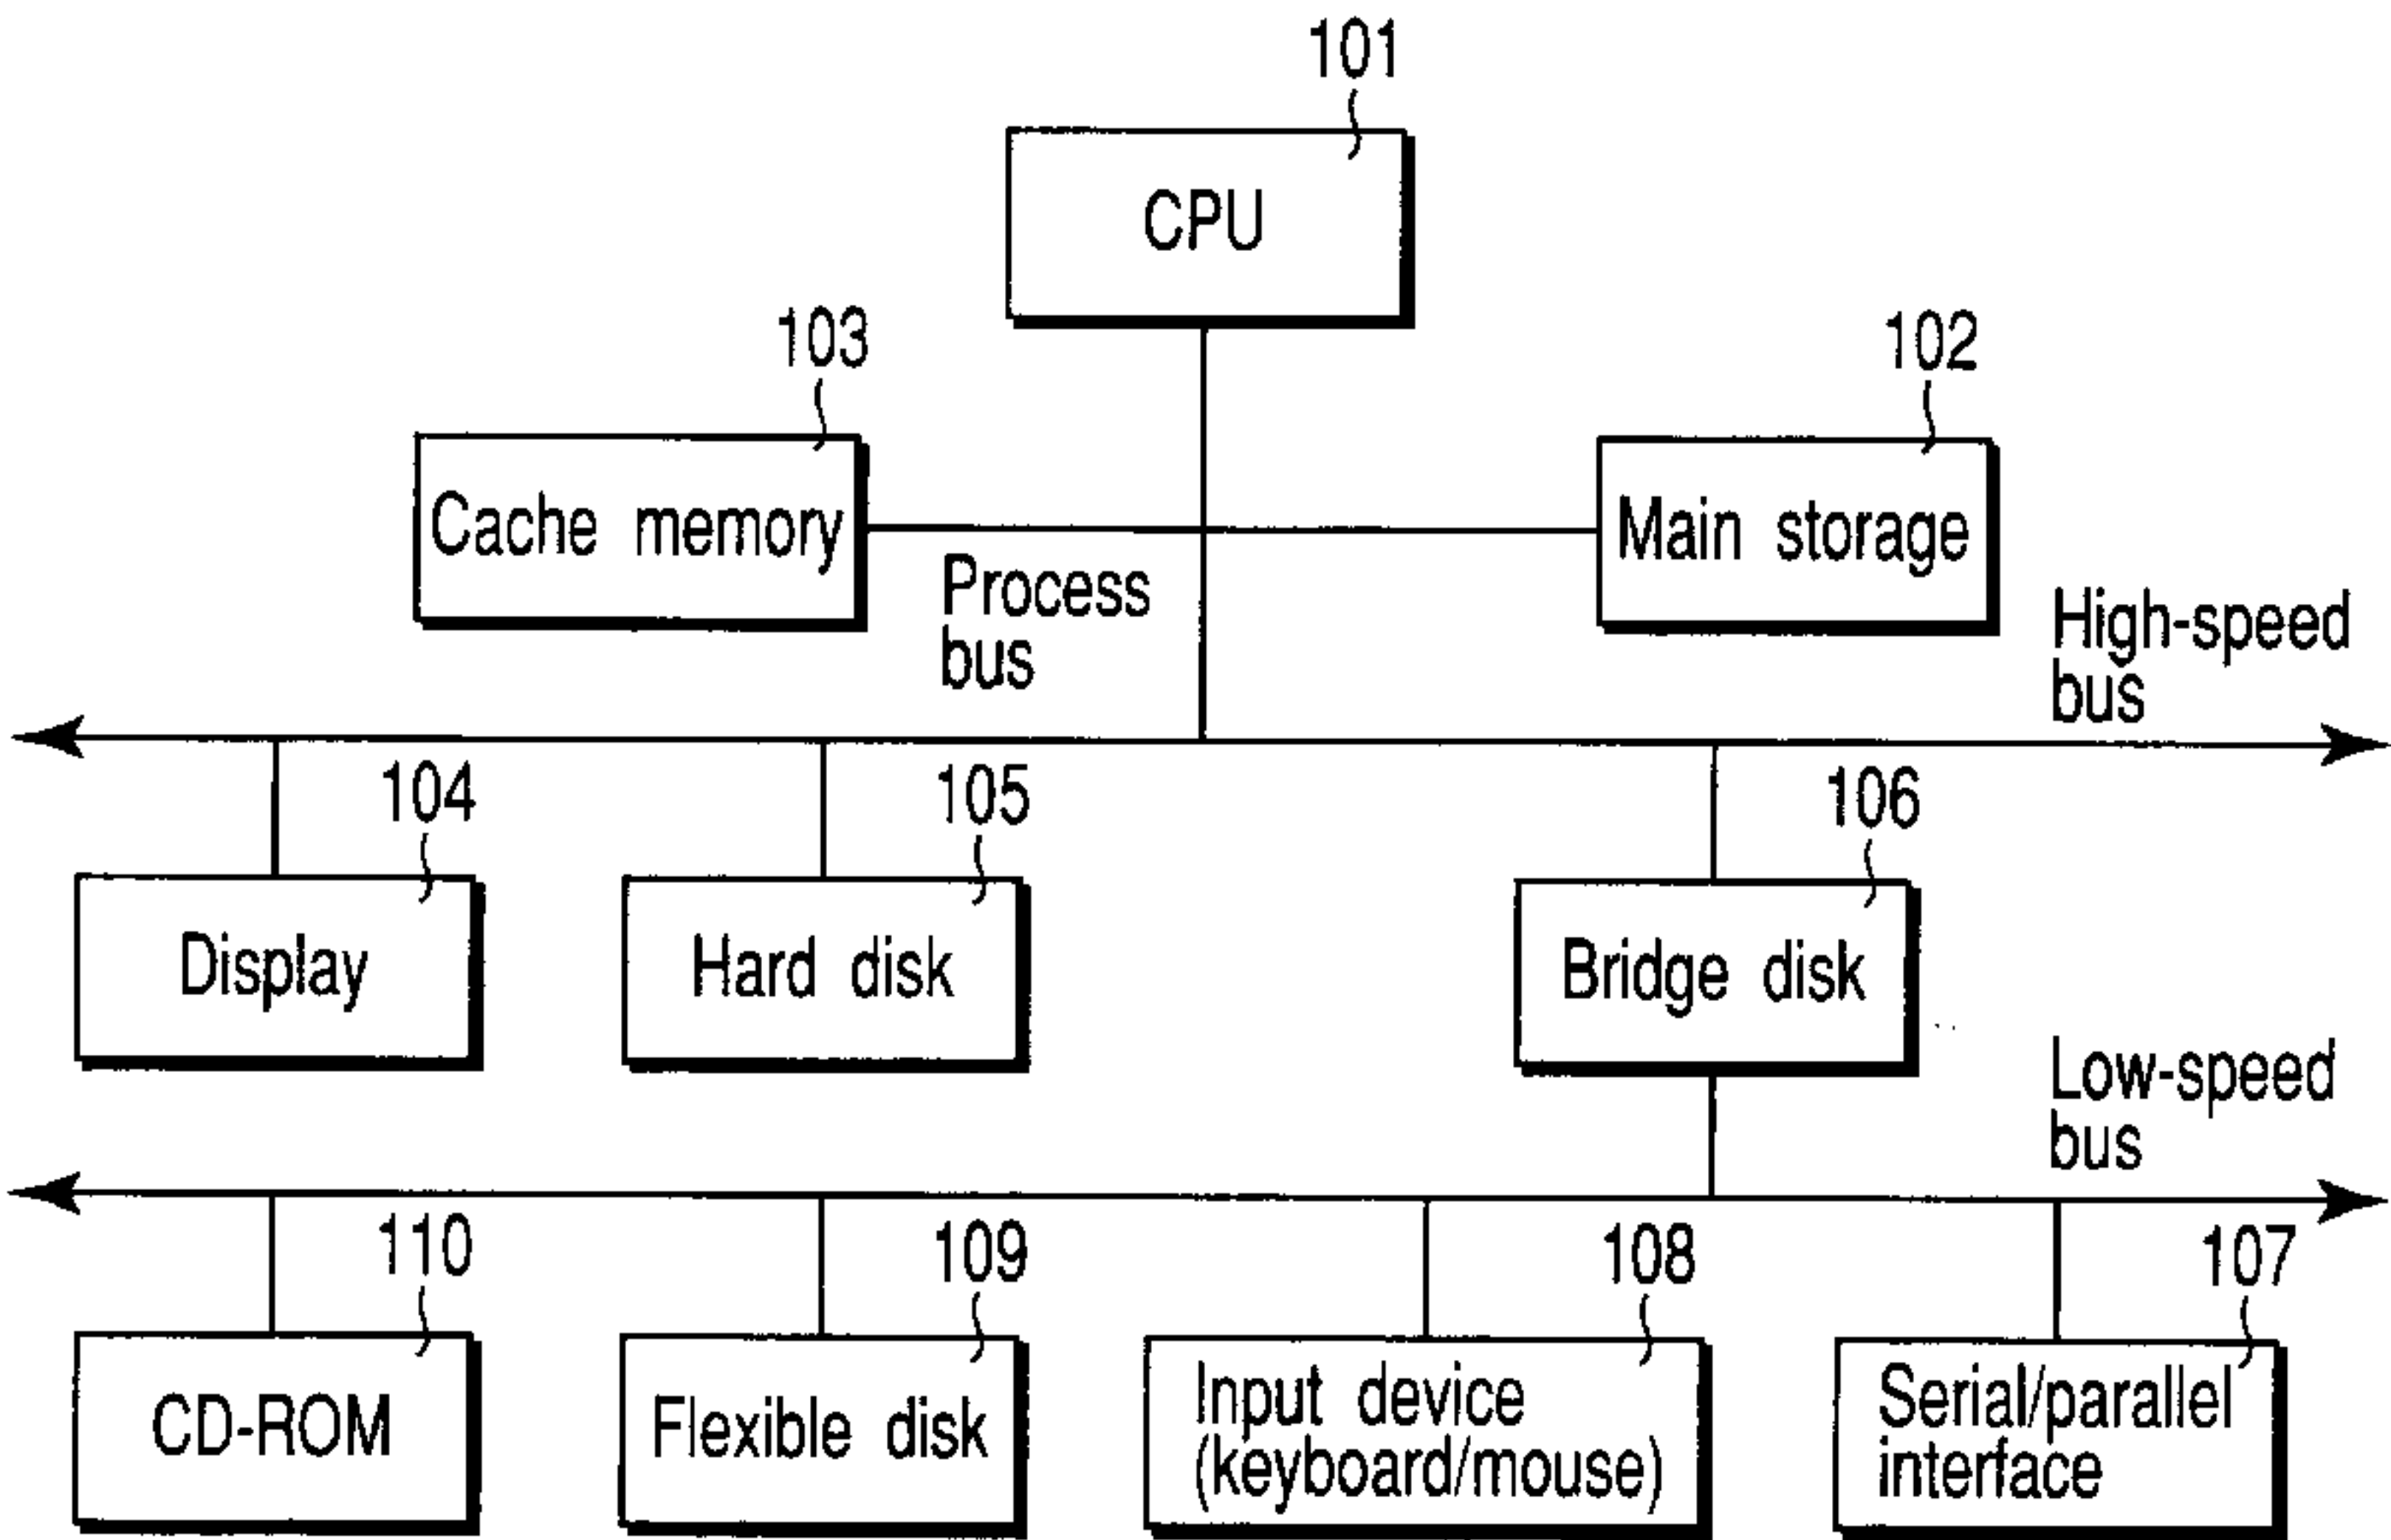 101
CPU
103
102
Cache memory
Main storage
Process
bus
High-speed
bus
104
105
106
Display
Hard disk
Bridge disk
Low-speed
bus
110
109
108
107
CD-ROM
Flexible disk
Input device
(keyboard/mouse)
Serial/parallel
interface